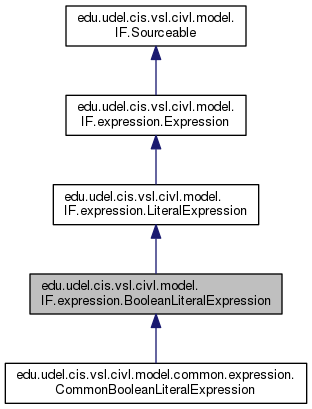 edu.udel.cis.vsl.civl.model.
IF.Sourceable
edu.udel.cis.vsl.civl.model.
IF.expression.Expression
edu.udel.cis.vsl.civl.model.
IF.expression.LiteralExpression
edu.udel.cis.vsl.civl.model.
IF.expression.BooleanLiteralExpression
edu.udel.cis.vsl.civl.model.common.expression.
CommonBooleanLiteralExpression